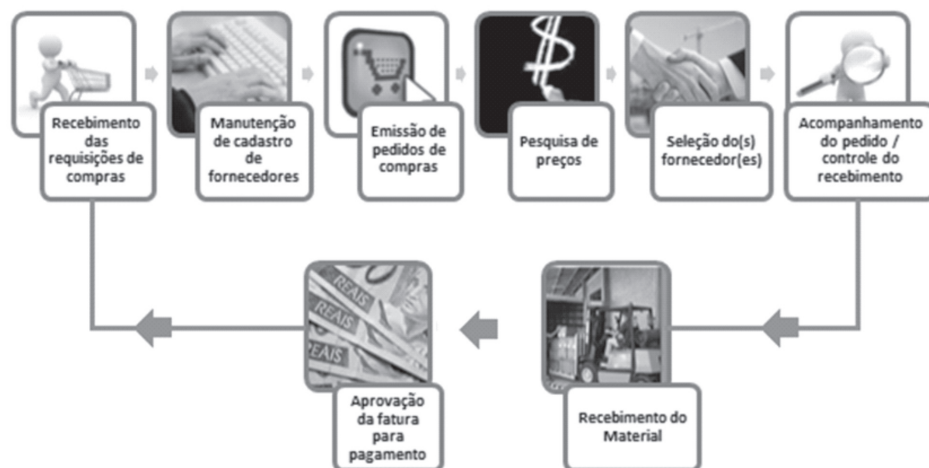 Recebimento
das
requisições de
compras
Manutenção
de cadastro
de
fornecedores
Emissão de
pedidos de
compras
Pesquisa de
preços
Seleção do(s)
fornecedor(es)
Acompanhamento
do pedido /
controle do
recebimento
REAIS
REAIS
REAIS
Aprovação
da fatura
para
pagamento
Recebimento do
Material